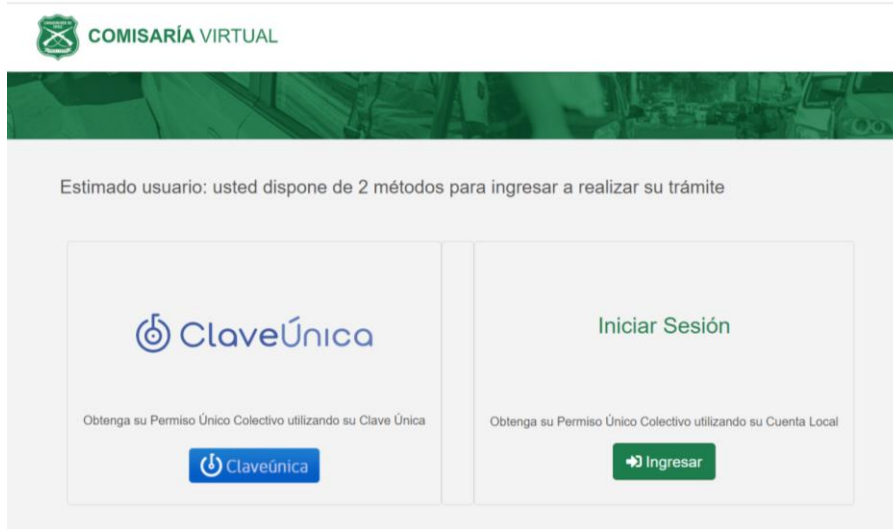 COMISARÍA VIRTUAL
Estimado usuario: usted dispone de 2 métodos para ingresar a realizar su trámite
ClaveÚnica
Obtenga su Permiso Único Colectivo utilizando su Clave Única
Claveúnica
Iniciar Sesión
Obtenga su Permiso Único Colectivo utilizando su Cuenta Local
Ingresar